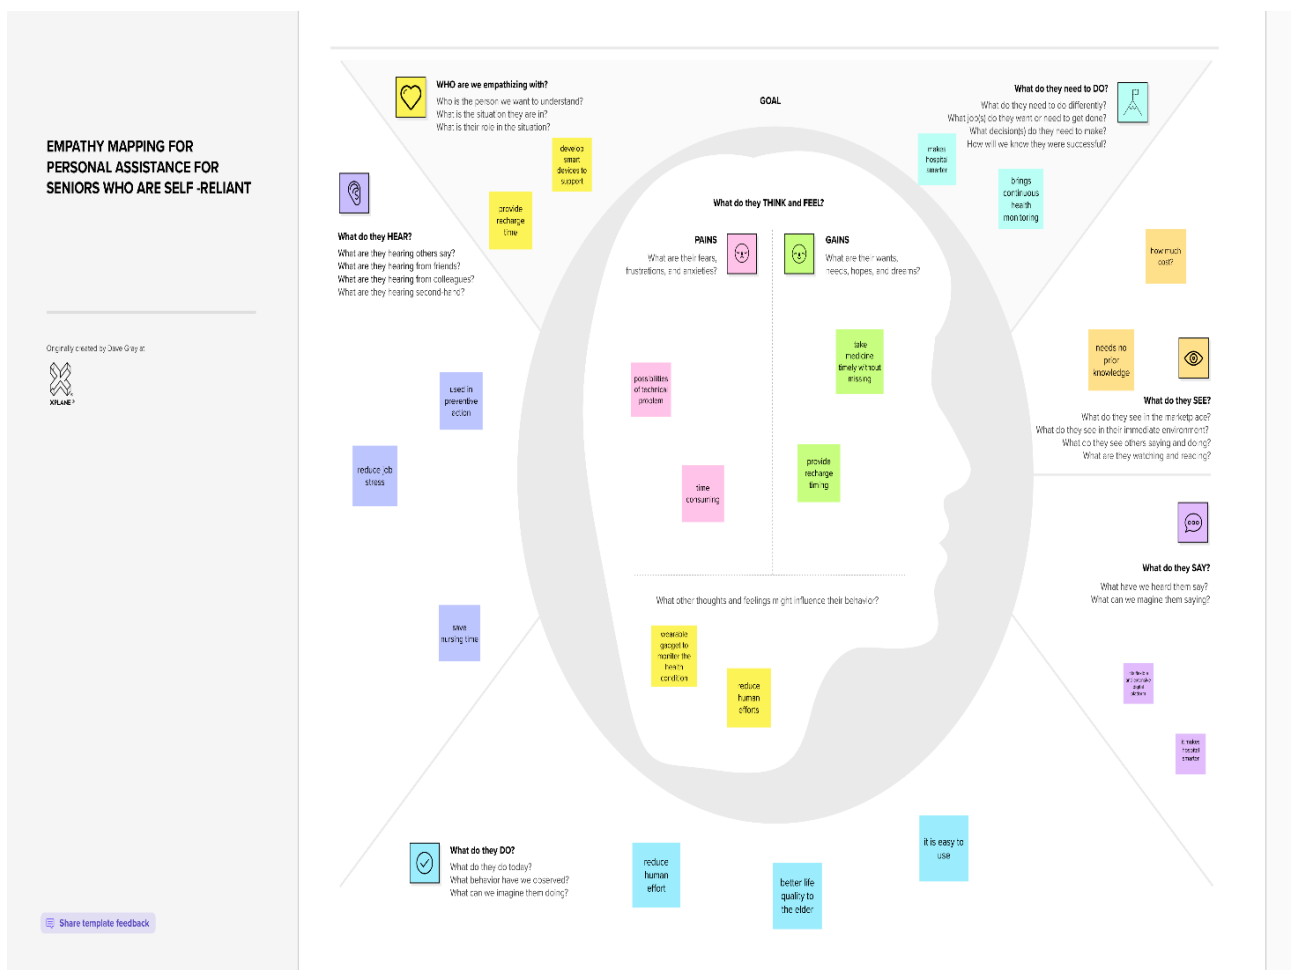 EMPATHY MAPPING FOR
PERSONAL ASSISTANCE FOR
SENIORS WHO ARE SELF -RELIANT
Originally created by Dave Gray at
XPLANE
Share template feedback
WHO are we empathizing with?
Who is the person we want to understand?
What is the situation they are in?
What is their role in the situation?
develop
smart
devices to
support
provide
recharge
time
GOAL
What do they need to DO?
What do they need to do differently?
What job(s) do they want or need to get done?
What decision(s) do they need to make?
How will we know they were successful?
makes
hospital
smarter
brings
continuous
health
monitoring
What do they HEAR?
What are they hearing others say?
What are they hearing from friends?
What are they hearing from colleagues?
What are they hearing second-hand?
used in
preventive
action
reduce job
stress
save
nursing time
What do they THINK and FEEL?
PAINS
What are their fears,
frustrations, and anxieties?
GAINS
What are their wants,
needs, hopes, and dreams?
possibilities
of technical
problem
time
consuming
take
medicine
timely without
missing
provide
recharge
timing
What other thoughts and feelings might influence their behavior?
wearable
gadget to
moniter the
health
condition
reduce
human
efforts
how much
cost?
needs no
prior
knowledge
What do they SEE?
What do they see in the marketplace?
What do they see in their immediate environment?
What do they see others saying and doing?
What are they watching and reading?
What do they SAY?
What have we heard them say?
What can we imagine them saying?
digital
platform
it makes
hospital
smarter
What do they DO?
What do they do today?
What behavior have we observed?
What can we imagine them doing?
reduce
human
effort
better life
quality to
the elder
it is easy to
use